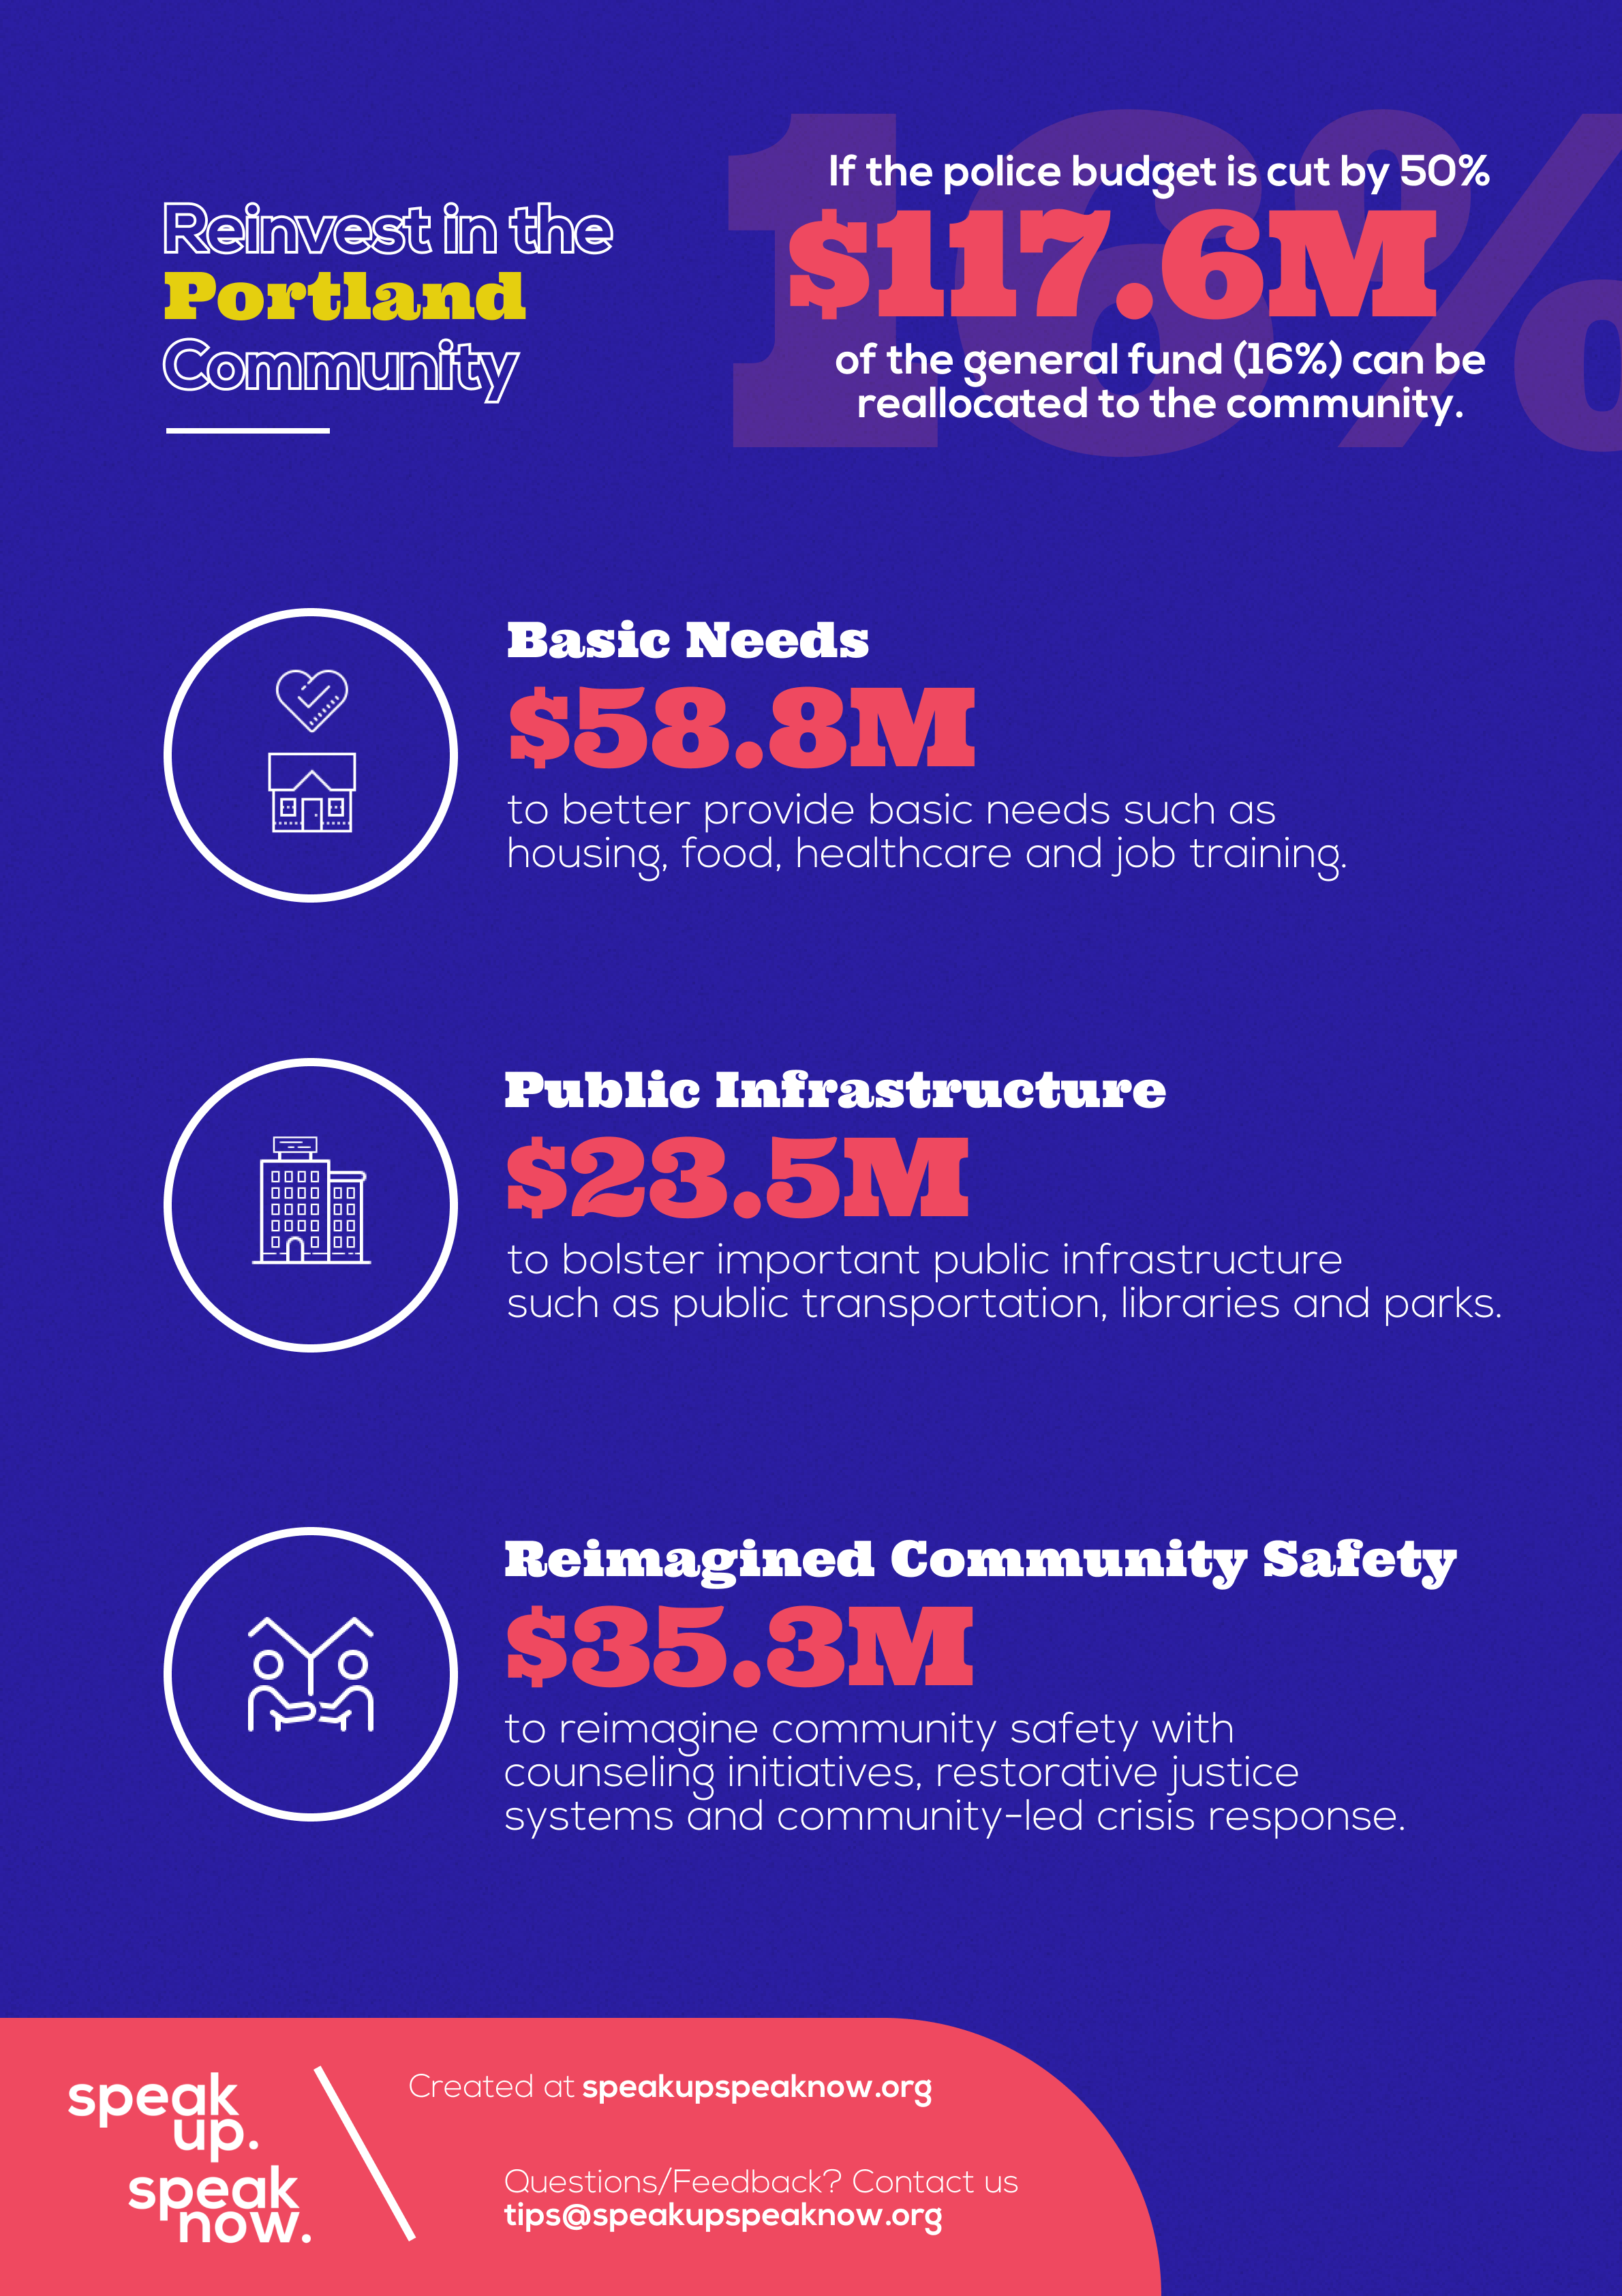 Reinvest in the
Portland
Community
16%
If the police budget is cut by 50%
$117.6M
of the general fund (16%) can be
reallocated to the community.
Basic Needs
$58.8M
to better provide basic needs such as
housing, food, healthcare and job training.
Public Infrastructure
$23.5M
to bolster important public infrastructure
such as public transportation, libraries and parks.
Reimagined Community Safety
$35.3M
to reimagine community safety with
counseling initiatives, restorative justice
systems and community-led crisis response.
speak
up.
speak
now.
Created at speakupspeaknow.org
Questions/Feedback? Contact us
tips@speakupspeaknow.org